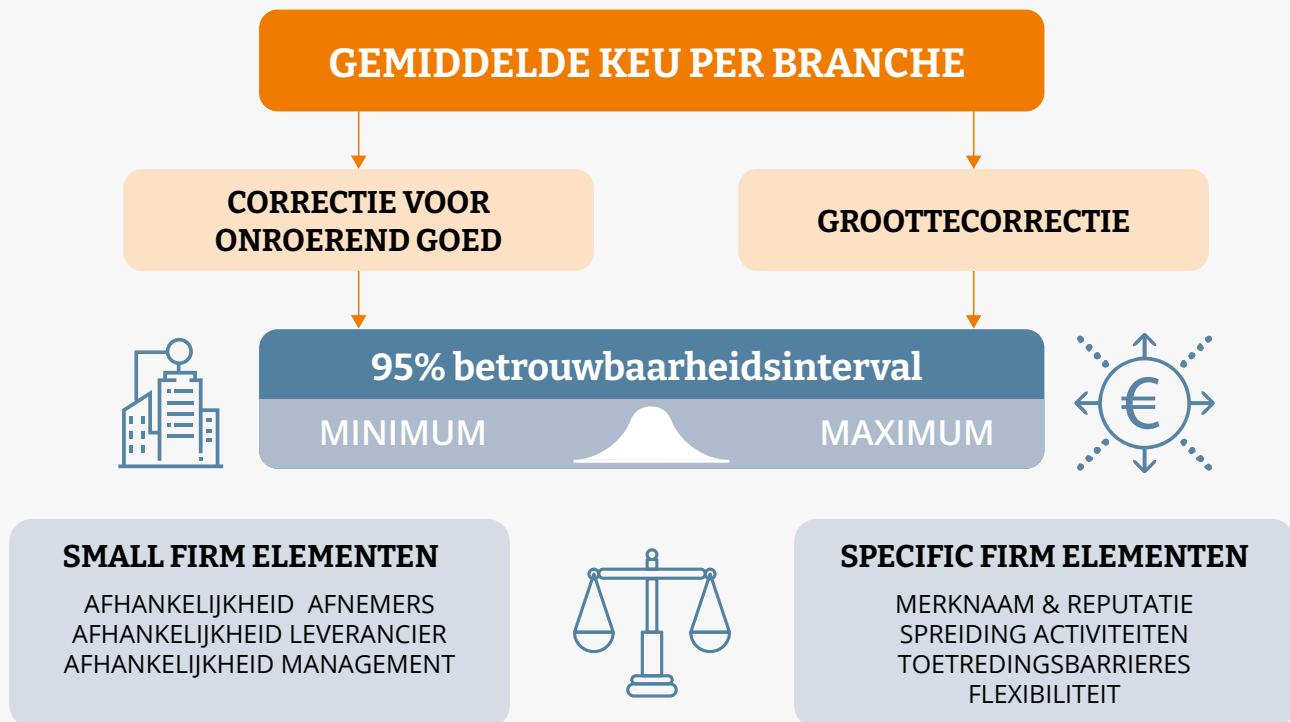 GEMIDDELDE KEU PER BRANCHE
CORRECTIE VOOR
ONROEREND GOED
GROOTTECORRECTIE
95% betrouwbaarheidsinterval
MINIMUM
MAXIMUM
€
SMALL FIRM ELEMENTEN
AFHANKELIJKHEID AFNEMERS
AFHANKELIJKHEID LEVERANCIER
AFHANKELIJKHEID MANAGEMENT
SPECIFIC FIRM ELEMENTEN
MERKNAAM & REPUTATIE
SPREIDING ACTIVITEITEN
TOETREDINGSBARRIERES
FLEXIBILITEIT